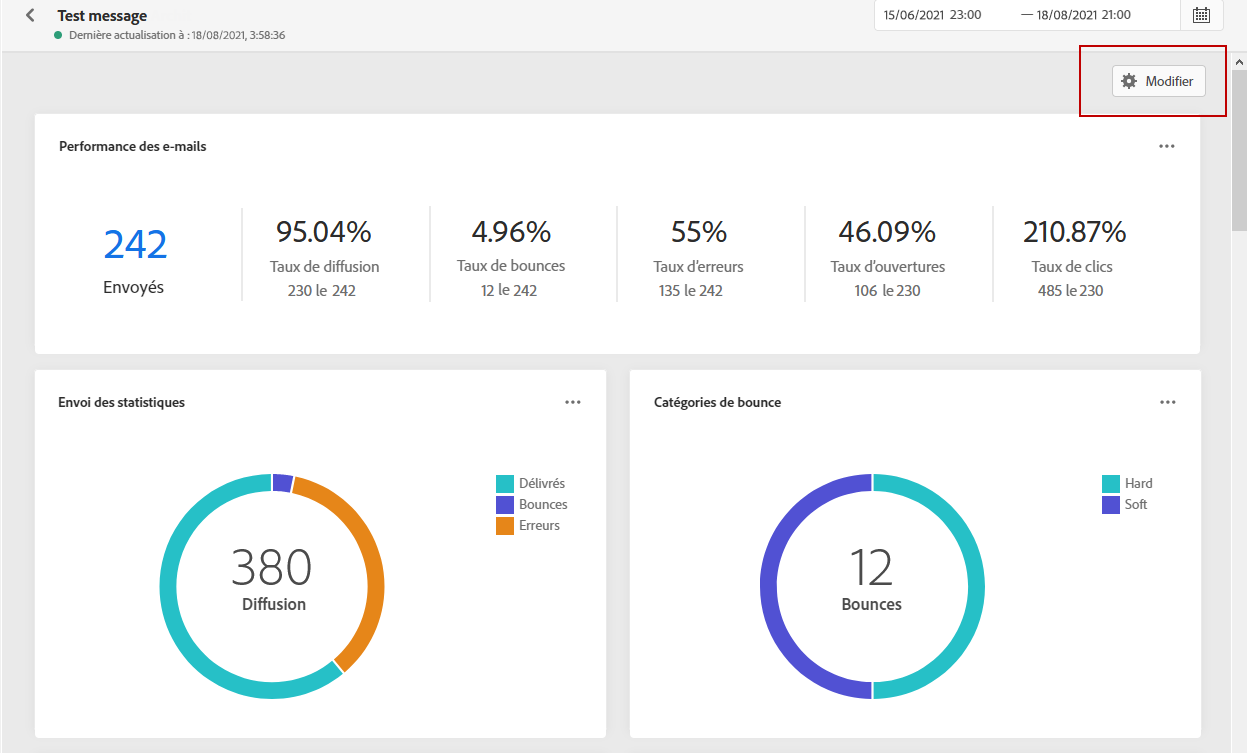 Test message
Dernière actualisation à : 18/08/2021, 3:58:36
15/06/2021 23:00 — 18/08/2021 21:00
Modifier
Performance des e-mails
242
Envoyés
95.04%
Taux de diffusion
230 le 242
4.96%
Taux de bounces
12 le 242
55%
Taux d'erreurs
135 le 242
46.09%
Taux d'ouvertures
106 le 230
210.87%
Taux de clics
485 le 230
Envoi des statistiques
380
Diffusion
Délivrés
Bounces
Erreurs
Catégories de bounce
12
Bounces
Hard
Soft